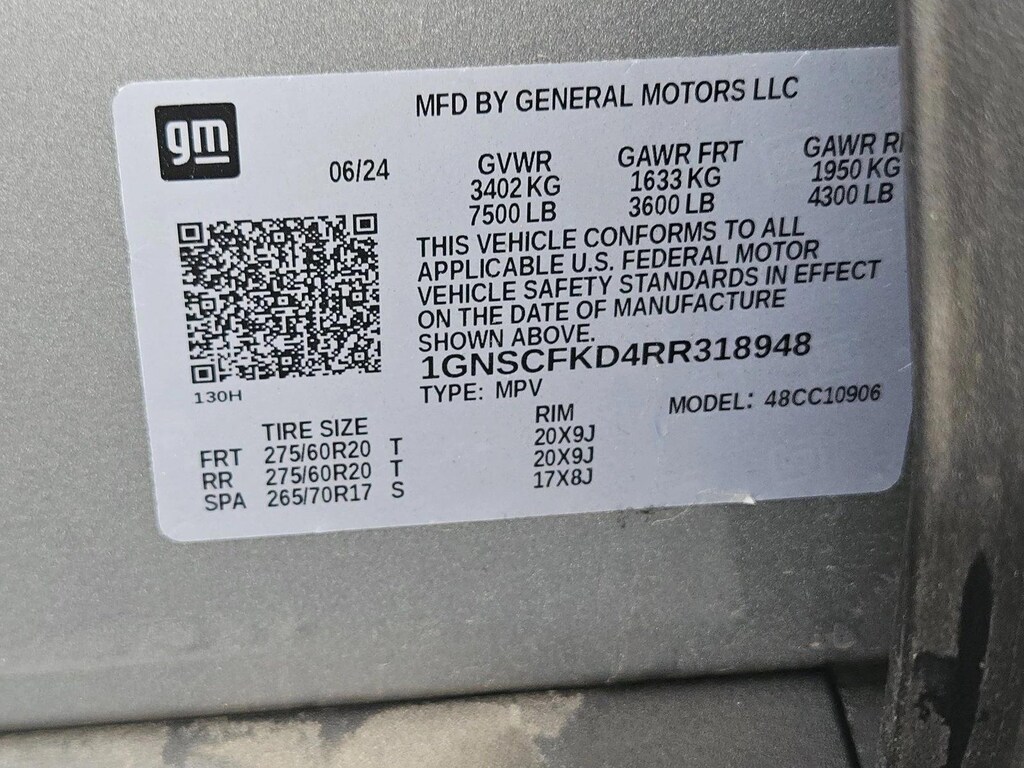 MFD BY GENERAL MOTORS LLC
gm
06/24
GVWR GAWR FRT GAWR
3402 KG 1633 KG 1950 KG
7500 LB 3600 LB 4300 LB
THIS VEHICLE CONFORMS TO ALL
APPLICABLE U.S. FEDERAL MOTOR
VEHICLE SAFETY STANDARDS IN EFFECT
ON THE DATE OF MANUFACTURE
SHOWN ABOVE.
1GNSCFKD4RR318948
130H
TYPE: MPV MODEL: 48CC10906
TIRE SIZE RIM
FRT 275/60R20 T 20X9J
RR 275/60R20 T 20X9J
SPA 265/70R17 S 17X8J